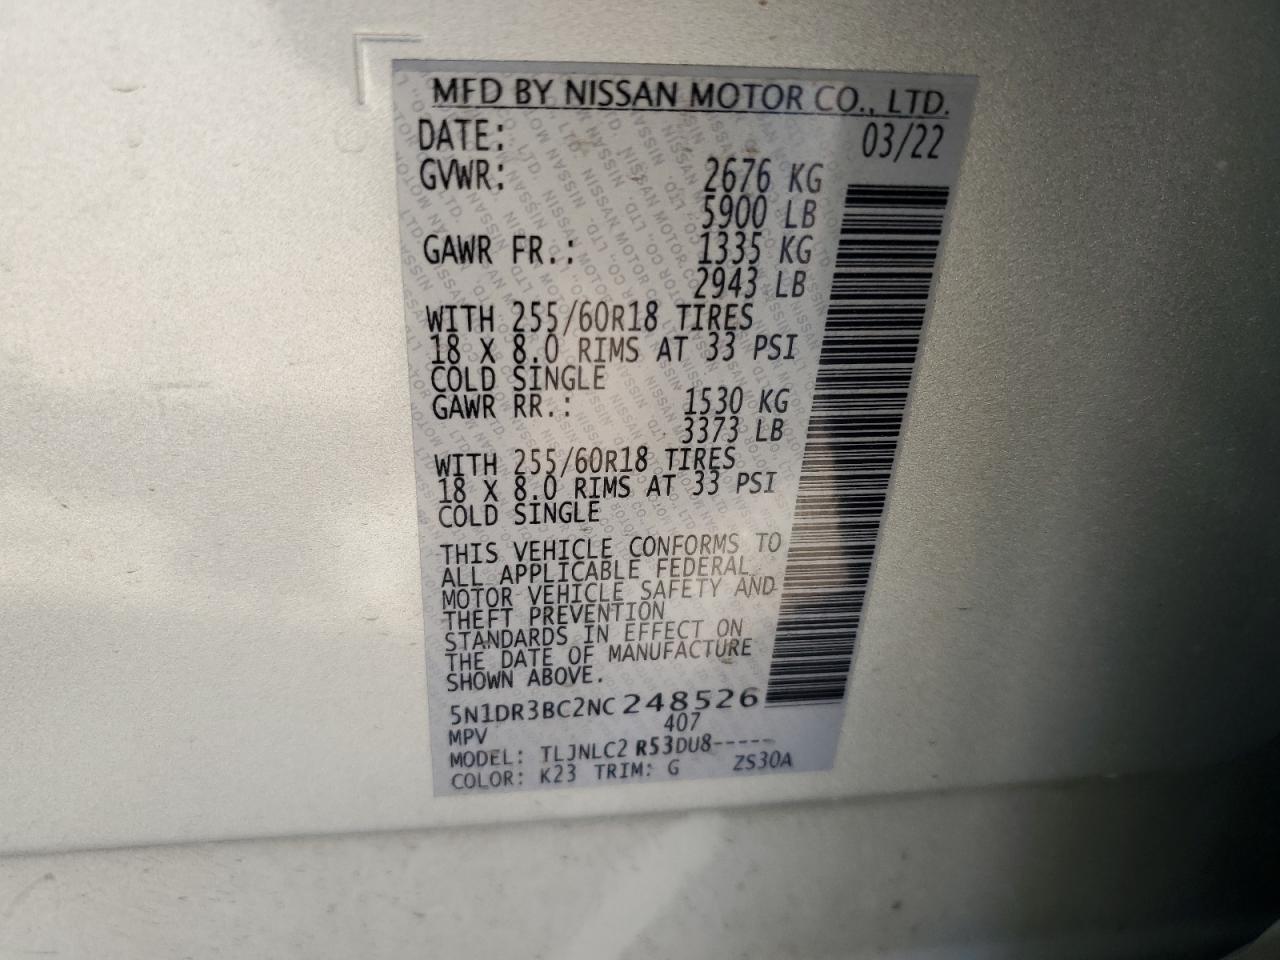 MFD BY NISSAN MOTOR CO., LTD.
DATE: 03/22
GVWR: 2676 KG
5900 LB
GAWR FR.: 1335 KG
2943 LB
WITH 255/60R18 TIRES
18 X 8.0 RIMS AT 33 PSI
COLD SINGLE
GAWR RR.: 1530 KG
3373 LB
WITH 255/60R18 TIRES
18 X 8.0 RIMS AT 33 PSI
COLD SINGLE
THIS VEHICLE CONFORMS TO
ALL APPLICABLE FEDERAL
MOTOR VEHICLE SAFETY AND
THEFT PREVENTION
STANDARDS IN EFFECT ON
THE DATE OF MANUFACTURE
SHOWN ABOVE.
5N1DR3BC2NC248526
MPV 407
MODEL: TLJNLC2 R53DU8-----
COLOR: K23 TRIM: G ZS30A